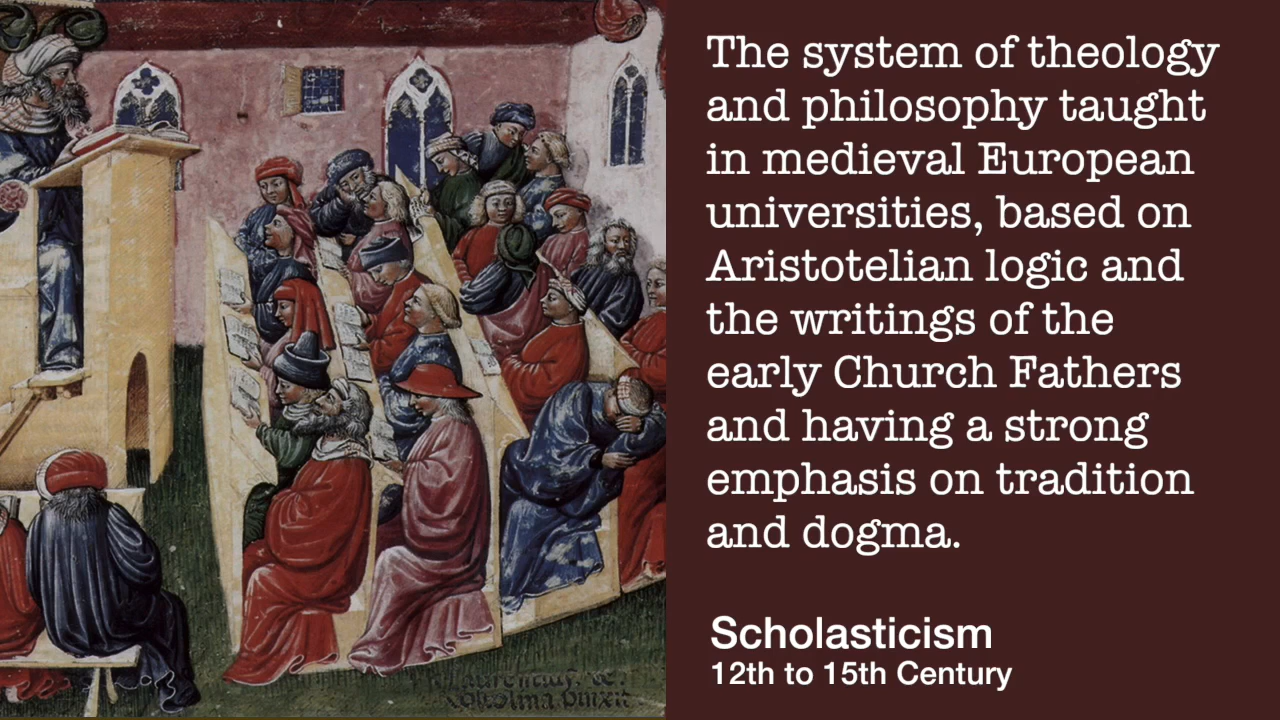 The system of theology
and philosophy taught
in medieval European
universities, based on
Aristotelian logic and
the writings of the
early Church Fathers
and having a strong
emphasis on tradition
and dogma.
Scholasticism
12th to 15th Century